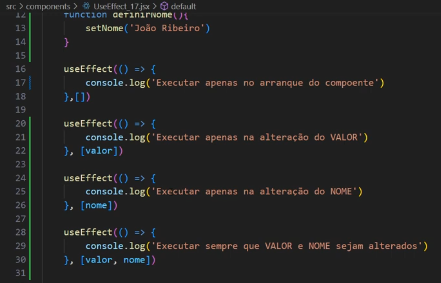 src > components > UseEffect_17.jsx > default
12 function definirNome(){
13 setNome('João Ribeiro')
14 }
15
16 useEffect(() => {
17 console.log('Executar apenas no arranque do compoente')
18 },[])
19
20 useEffect(() => {
21 console.log('Executar apenas na alteração do VALOR')
22 }, [valor])
23
24 useEffect(() => {
25 console.log('Executar apenas na alteração do NOME')
26 }, [nome])
27
28 useEffect(() => {
29 console.log('Executar sempre que VALOR e NOME sejam alterados')
30 }, [valor, nome])
31